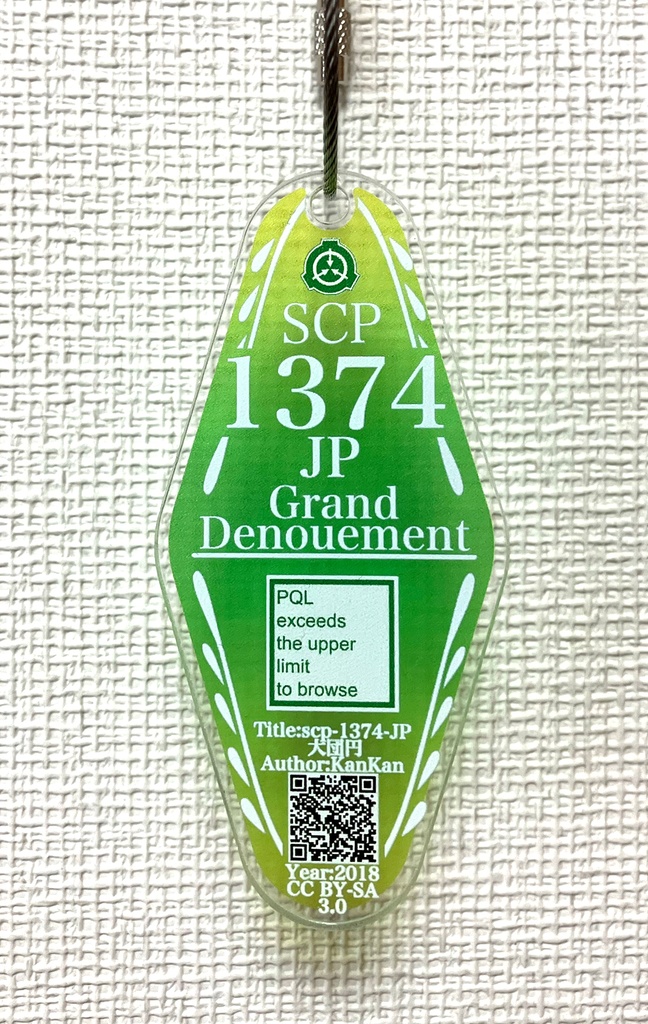 SCP
1374
JP
Grand
Denouement
PQL
exceeds
the upper
limit
to browse
Title:scp-1374-JP
犬団円
Author:KanKan
Year:2018
CC BY-SA
3.0